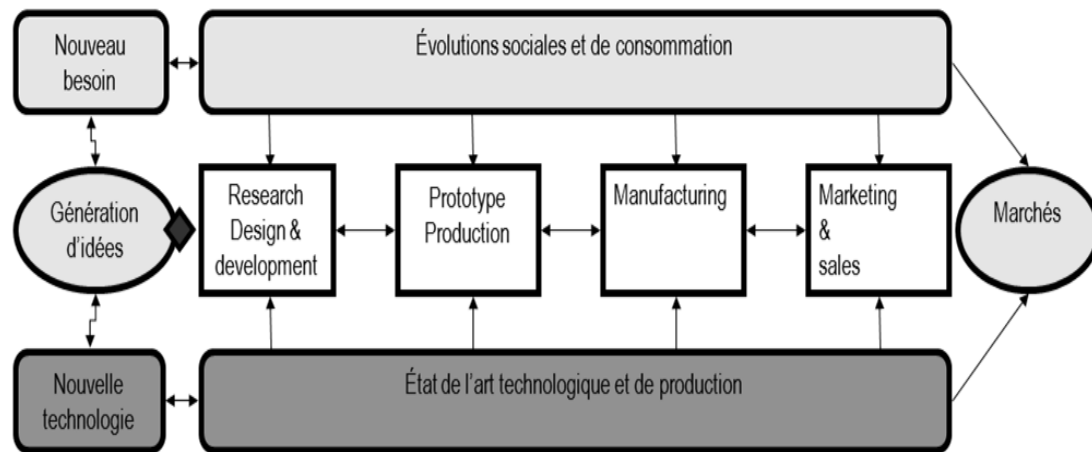 Nouveau
besoin
Évolutions sociales et de consommation
Génération
d'idées
Research
Design &
development
Prototype
Production
Manufacturing
Marketing
&
sales
Marchés
Nouvelle
technologie
État de l'art technologique et de production